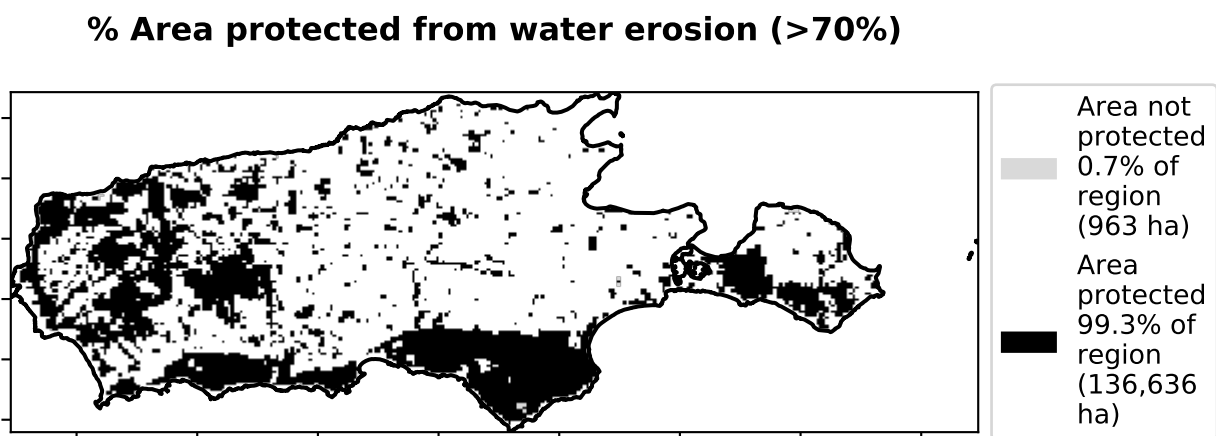 % Area protected from water erosion (>70%)
Area not
protected
0.7% of
region
(963 ha)
Area
protected
99.3% of
region
(136,636
ha)